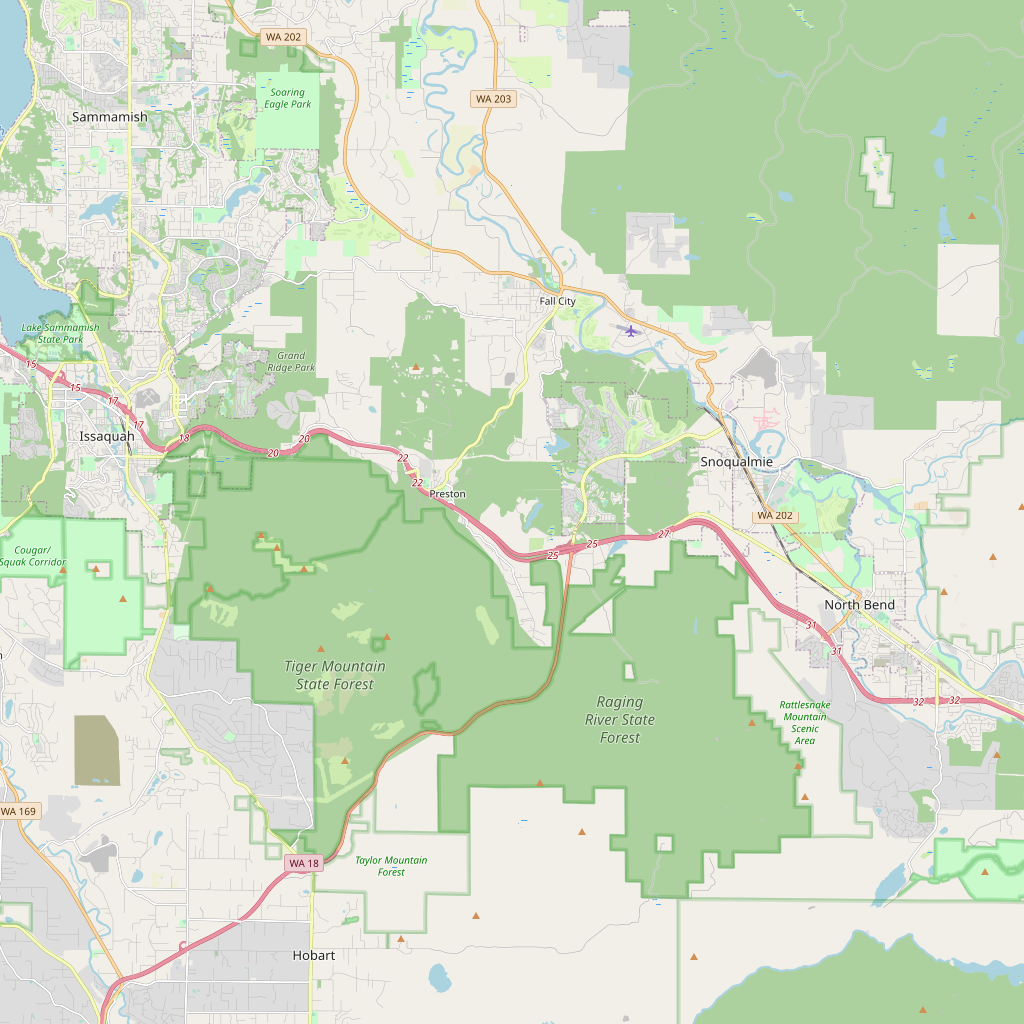 WA 202
Soaring
Eagle Park
WA 203
Sammamish
Fall City
Lake Sammamish
State Park
Grand
Ridge Park
15
15
17
17
18
20
20
22
22
Issaquah
Preston
Snoqualmie
WA 202
25
25
27
Cougar/
Squak Corridor
North Bend
31
31
32
32
Tiger Mountain
State Forest
Raging
River State
Forest
Rattlesnake
Mountain
Scenic
Area
WA 169
WA 18
Taylor Mountain
Forest
Hobart